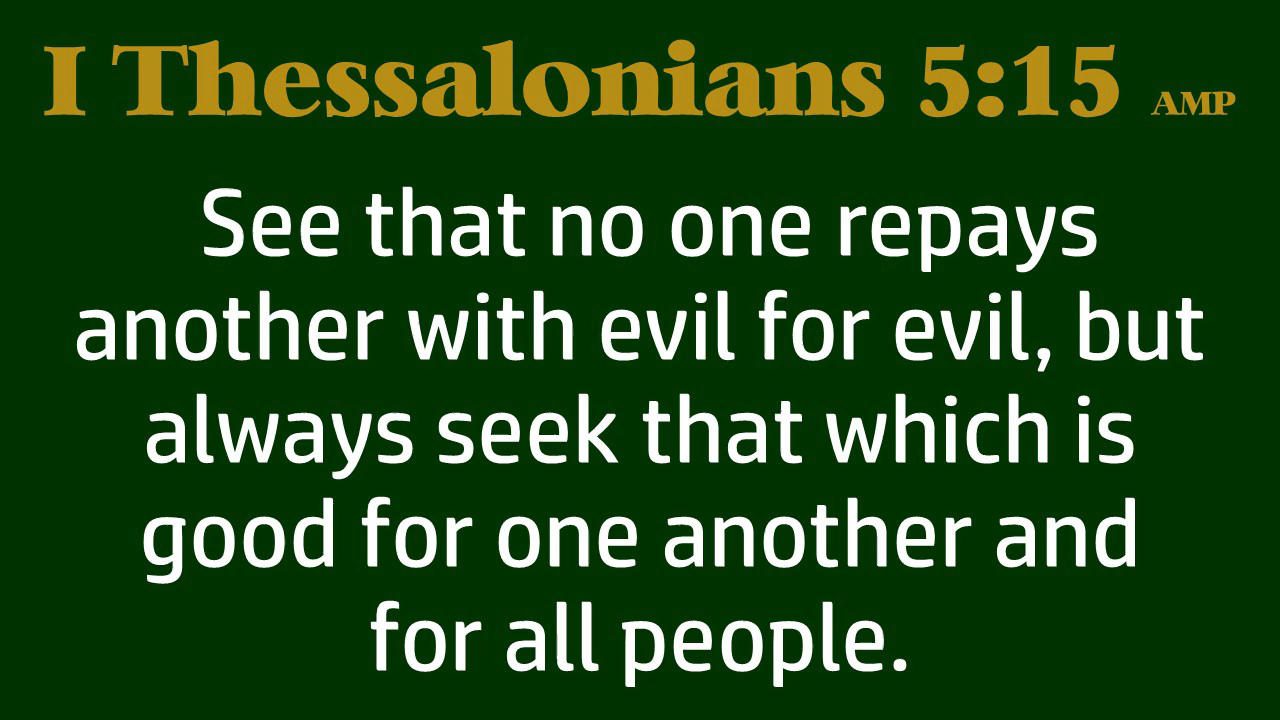 I Thessalonians 5:15 AMP
See that no one repays
another with evil for evil, but
always seek that which is
good for one another and
for all people.